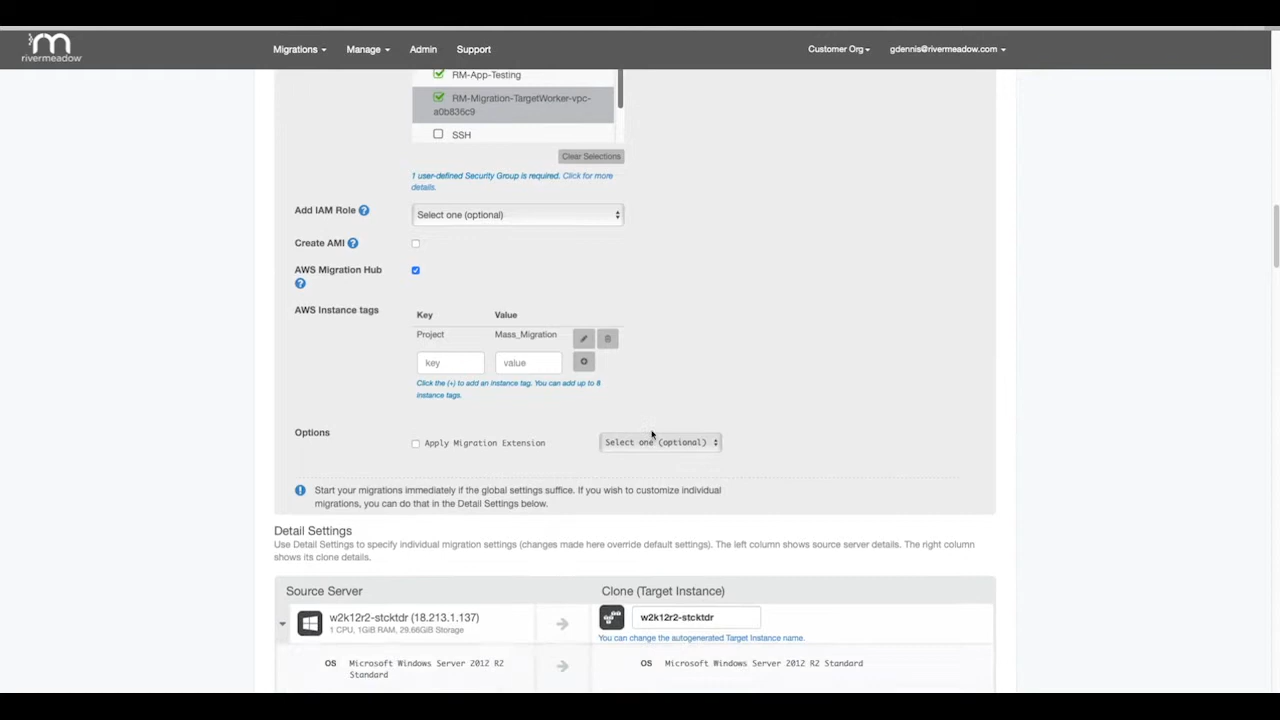 rivermeadow
Migrations Manage Admin Support Customer Org gdennis@rivermeadow.com
RM-App-Testing
RM-Migration-TargetWorker-vpc-
a0b836c9
SSH
Clear Selections
1 user-defined Security Group is required. Click for more
details.
Add IAM Role ? Select one (optional)
Create AMI ?
AWS Migration Hub
?
AWS Instance tags
Key Value
Project Mass_Migration
key value
Click the (+) to add an instance tag. You can add up to 8
instance tags.
Options
Apply Migration Extension Select one (optional)
Start your migrations immediately if the global settings suffice. If you wish to customize individual
migrations, you can do that in the Detail Settings below.
Detail Settings
Use Detail Settings to specify individual migration settings (changes made here override default settings). The left column shows source server details. The right column
shows its clone details.
Source Server Clone (Target Instance)
w2k12r2-stcktdr (18.213.1.137) w2k12r2-stcktdr
1 CPU, 1GiB RAM, 29.66GiB Storage
You can change the autogenerated Target Instance name.
OS Microsoft Windows Server 2012 R2 OS Microsoft Windows Server 2012 R2 Standard
Standard